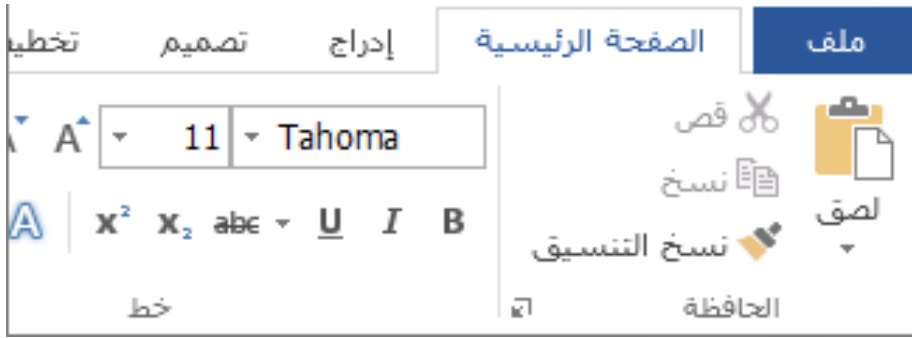 ملف الصفحة الرئيسية إدراج تصميم
قص
نسخ
لصق
نسخ التنسيق
الحافظة
Tahoma 11 A
B I U abc x₂ x² A
خط